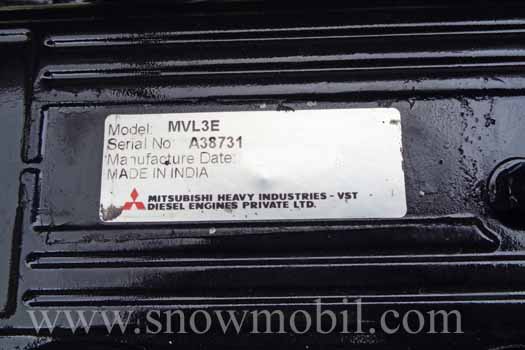 Model: MVL3E
Serial No: A38731
Manufacture Date:
MADE IN INDIA
MITSUBISHI HEAVY INDUSTRIES - VST
DIESEL ENGINES PRIVATE LTD.
www.snowmobil.com